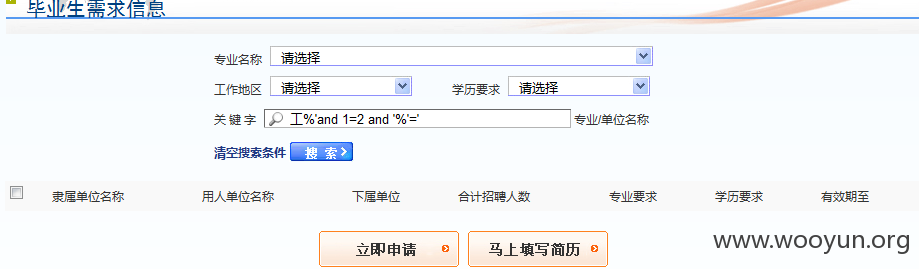 毕业生需求信息
专业名称 请选择
工作地区 请选择 学历要求 请选择
关 键 字 工%'and 1=2 and '%'=' 专业/单位名称
清空搜索条件 搜 索
隶属单位名称 用人单位名称 下属单位 合计招聘人数 专业要求 学历要求 有效期至
立即申请 马上填写简历
www.wooyun.org